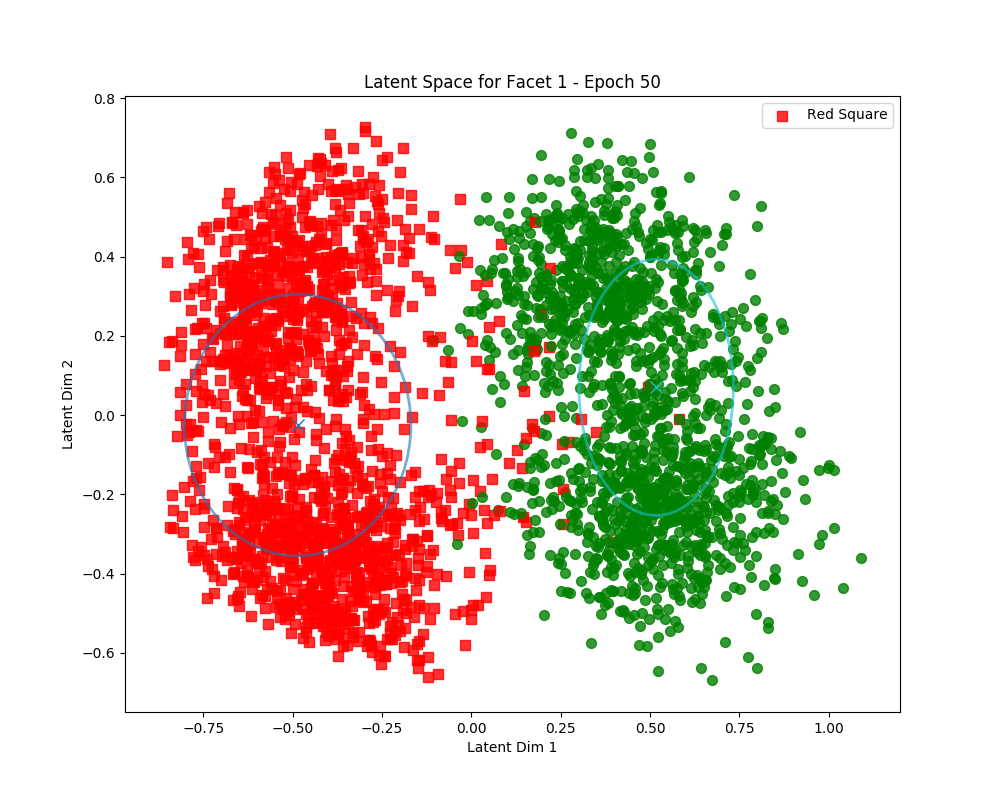 Latent Space for Facet 1 - Epoch 50
Red Square
0.8
0.6
0.4
0.2
0.0
−0.2
−0.4
−0.6
Latent Dim 2
−0.75 −0.50 −0.25 0.00 0.25 0.50 0.75 1.00
Latent Dim 1